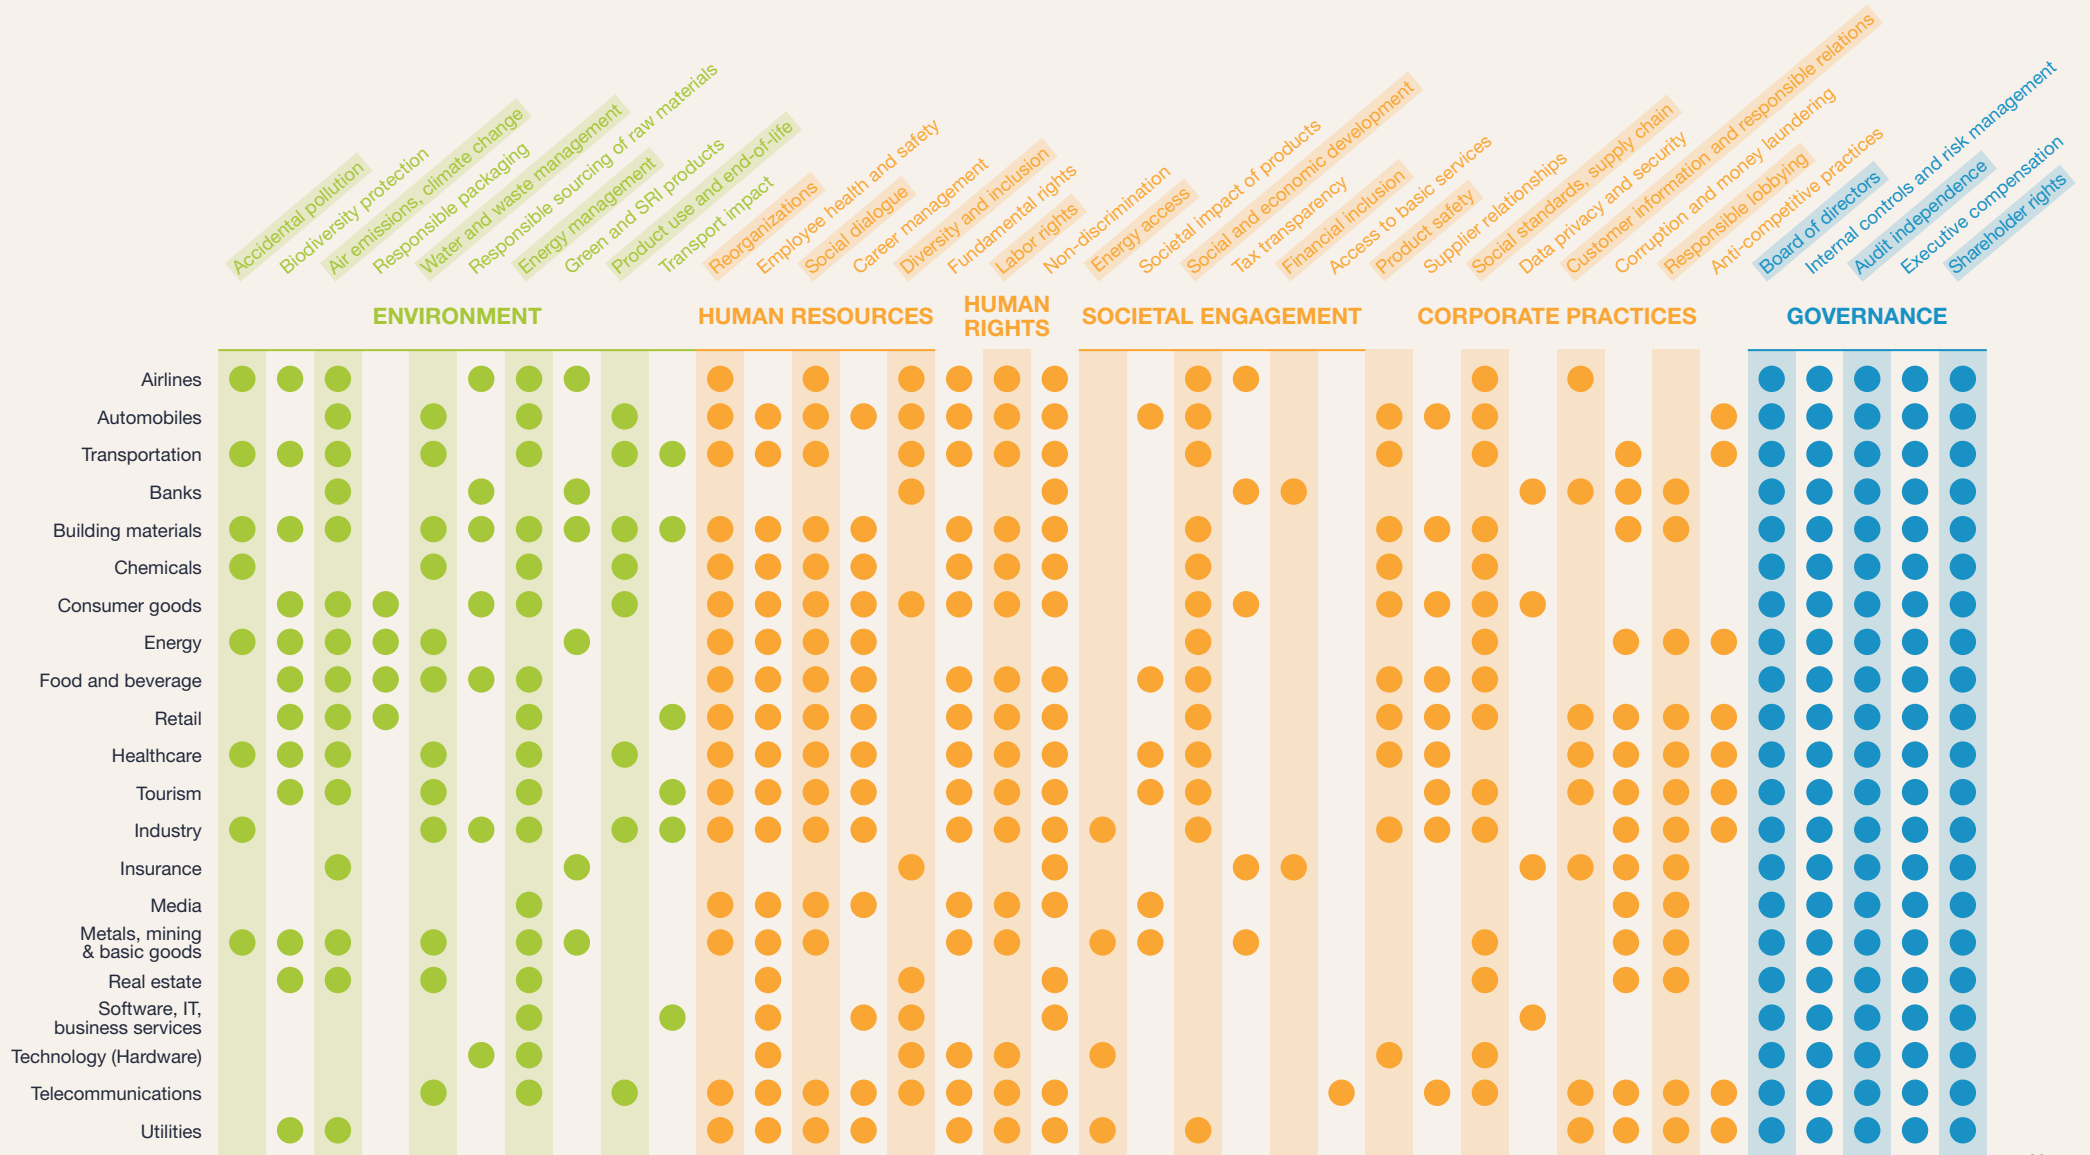 Accidental pollution
Biodiversity protection
Air emissions, climate change
Responsible packaging
Water and waste management
Responsible sourcing of raw materials
Energy management
Green and SRI products
Product use and end-of-life
Transport impact
Reorganizations
Employee health and safety
Social dialogue
Career management
Diversity and inclusion
Fundamental rights
Labor rights
Non-discrimination
Energy access
Societal impact of products
Social and economic development
Tax transparency
Financial inclusion
Access to basic services
Product safety
Supplier relationships
Social standards, supply chain
Data privacy and security
Customer information and responsible relations
Corruption and money laundering
Responsible lobbying
Anti-competitive practices
Board of directors
Internal controls and risk management
Audit independence
Executive compensation
Shareholder rights
ENVIRONMENT
HUMAN RESOURCES
HUMAN
RIGHTS
SOCIETAL ENGAGEMENT
CORPORATE PRACTICES
GOVERNANCE
Airlines
Automobiles
Transportation
Banks
Building materials
Chemicals
Consumer goods
Energy
Food and beverage
Retail
Healthcare
Tourism
Industry
Insurance
Media
Metals, mining
& basic goods
Real estate
Software, IT,
business services
Technology (Hardware)
Telecommunications
Utilities